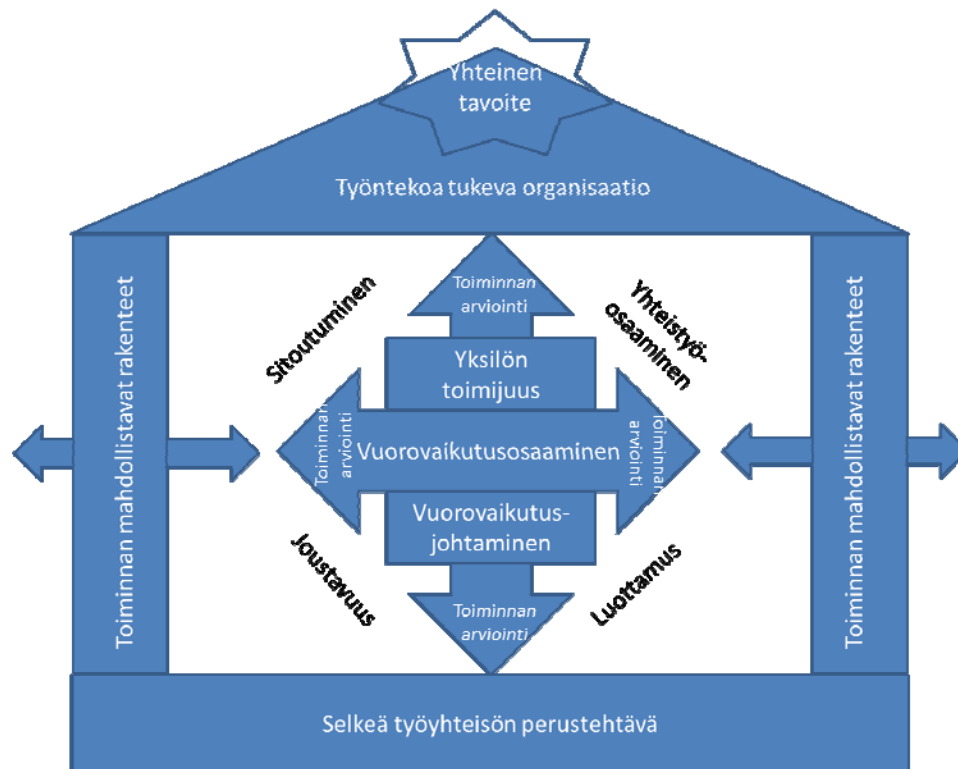 Yhteinen
tavoite
Työntekoa tukeva organisaatio
Toiminnan mahdollistavat rakenteet
Sitoutuminen
Toiminnan
arviointi
Yhteistyö-
osaaminen
Toiminnan mahdollistavat rakenteet
Yksilön
toimijuus
Toiminnan
arviointi
Vuorovaikutusosaaminen
Toiminnan
arviointi
Vuorovaikutus-
johtaminen
Joustavuus
Toiminnan
arviointi
Luottamus
Selkeä työyhteisön perustehtävä